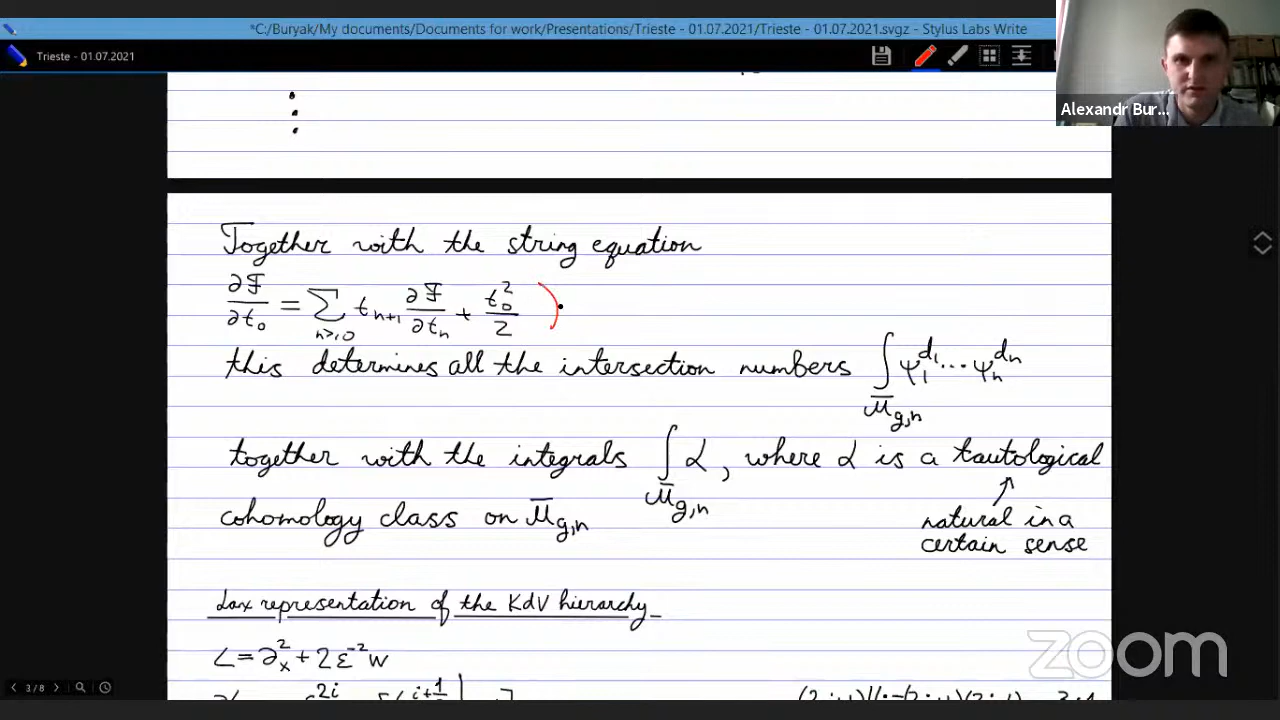 *C:/Buryak/My documents/Documents for work/Presentations/Trieste - 01.07.2021/Trieste - 01.07.2021.svgz - Stylus Labs Write
Trieste - 01.07.2021
Alexandr Bur...
Together with the string equation
∂F/∂t₀ = ∑_{n≥0} t_{n+1} ∂F/∂t_n + t₀²/2 )
this determines all the intersection numbers ∫_{M̄_{g,n}} ψ₁^{d₁} ⋯ ψ_n^{d_n}
together with the integrals ∫_{M̄_{g,n}} α, where α is a tautological
cohomology class on M̄_{g,n}
natural in a
certain sense
Lax representation of the KdV hierarchy
L = ∂_x² + 2ε⁻²w
3 / 8
zoom